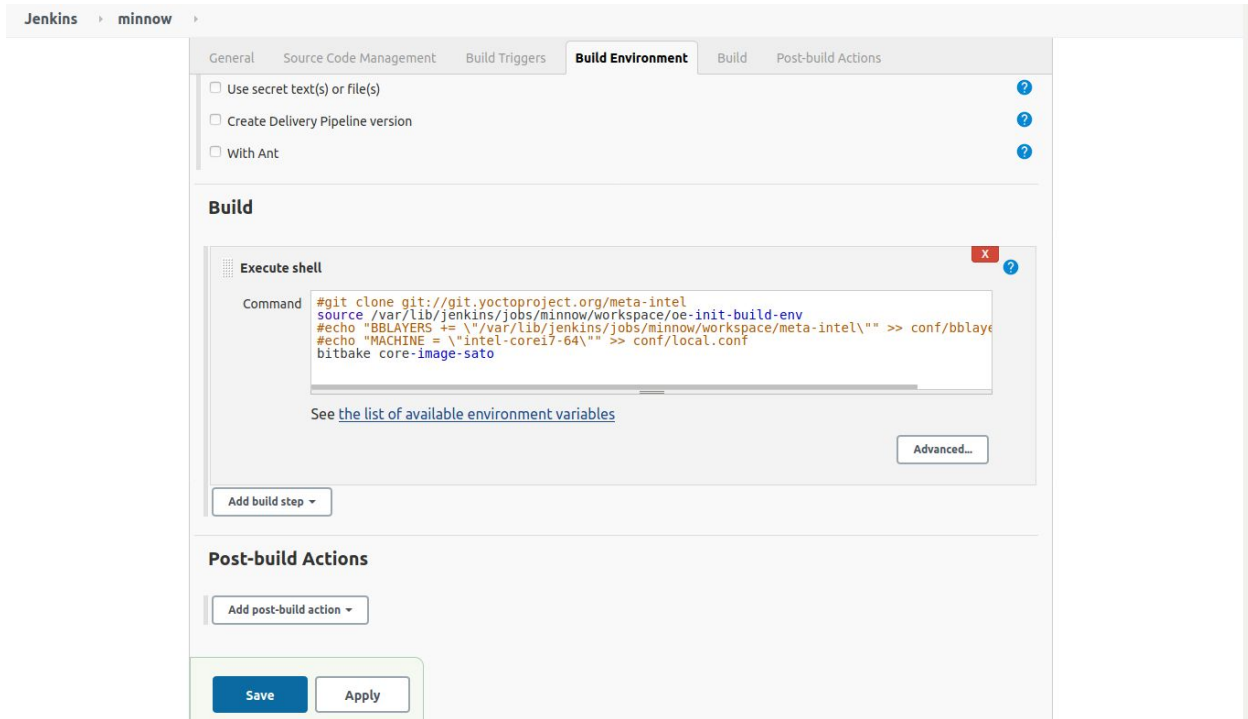 Jenkins minnow
General Source Code Management Build Triggers Build Environment Build Post-build Actions
Use secret text(s) or file(s)
Create Delivery Pipeline version
With Ant
Build
X
Execute shell
Command
#git clone git://git.yoctoproject.org/meta-intel
source /var/lib/jenkins/jobs/minnow/workspace/oe-init-build-env
#echo "BBLAYERS += \"/var/lib/jenkins/jobs/minnow/workspace/meta-intel\"" >> conf/bblaye
#echo "MACHINE = \"intel-corei7-64\"" >> conf/local.conf
bitbake core-image-sato
See the list of available environment variables
Advanced...
Add build step
Post-build Actions
Add post-build action
Save Apply